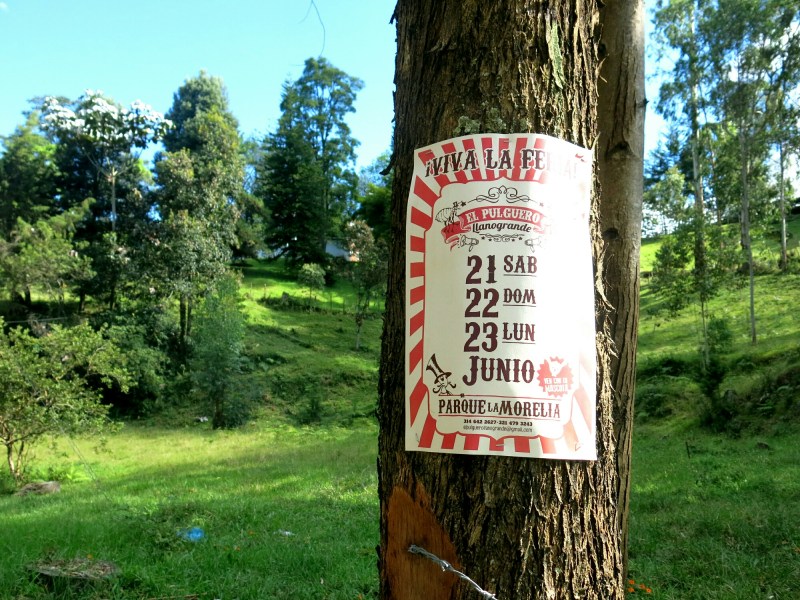 ¡VIVA LA FERIA!
EL PULGUERO
Llanogrande
21 SAB
22 DOM
23 LUN
JUNIO
PARQUE LA MORELIA